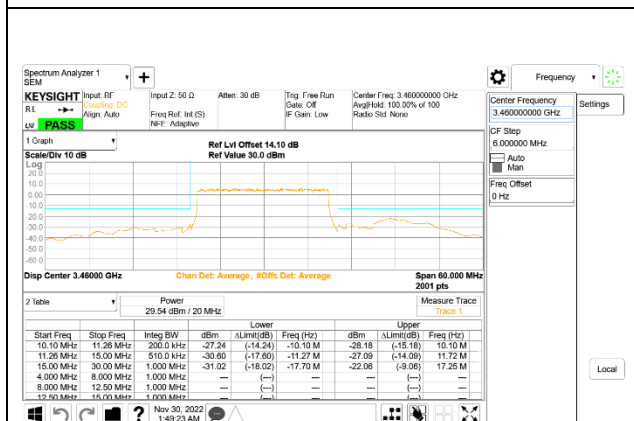 Spectrum Analyzer 1
SEM
Frequency
KEYSIGHT
Input: RF
Input Z: 50 Ω
Atten: 30 dB
Trig: Free Run
Center Freq: 3.460000000 GHz
RL
Coupling: DC
Gate: Off
Avg|Hold: 100.00% of 100
Align: Auto
Freq Ref: Int (S)
IF Gain: Low
Radio Std: None
NFE: Adaptive
PASS
Center Frequency
3.460000000 GHz
Settings
CF Step
6.000000 MHz
Auto
Man
Freq Offset
0 Hz
1 Graph
Ref Lvl Offset 14.10 dB
Scale/Div 10 dB
Ref Value 30.0 dBm
Log
20.0
10.0
0.00
-10.0
-20.0
-30.0
-40.0
-50.0
-60.0
Disp Center 3.46000 GHz
Chan Det: Average , #Offs Det: Average
Span 60.000 MHz
2001 pts
2 Table
Power
29.54 dBm / 20 MHz
Measure Trace
Trace 1
Lower
Upper
Start Freq Stop Freq Integ BW dBm ΔLimit(dB) Freq (Hz) dBm ΔLimit(dB) Freq (Hz)
10.10 MHz 11.26 MHz 200.0 kHz -27.24 (-14.24) -10.10 M -28.18 (-15.18) 10.10 M
11.26 MHz 15.00 MHz 510.0 kHz -30.60 (-17.60) -11.27 M -27.09 (-14.09) 11.72 M
15.00 MHz 30.00 MHz 1.000 MHz -31.02 (-18.02) -17.70 M -22.06 (-9.06) 17.25 M
4.000 MHz 8.000 MHz 1.000 MHz --- (---) --- --- (---) ---
8.000 MHz 12.50 MHz 1.000 MHz --- (---) --- --- (---) ---
12.50 MHz 15.00 MHz 1.000 MHz --- (---) --- --- (---) ---
Local
?
Nov 30, 2022
1:49:23 AM